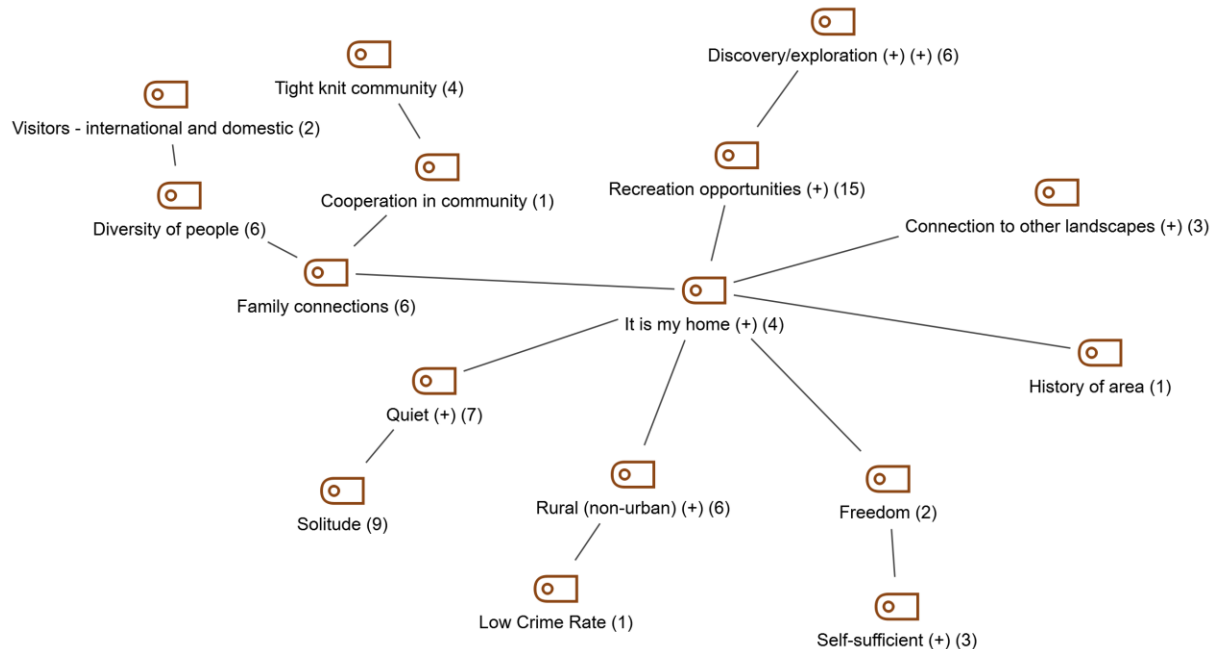 Discovery/exploration (+) (+) (6)
Tight knit community (4)
Visitors - international and domestic (2)
Recreation opportunities (+) (15)
Cooperation in community (1)
Connection to other landscapes (+) (3)
Diversity of people (6)
Family connections (6)
It is my home (+) (4)
History of area (1)
Quiet (+) (7)
Rural (non-urban) (+) (6)
Freedom (2)
Solitude (9)
Low Crime Rate (1)
Self-sufficient (+) (3)